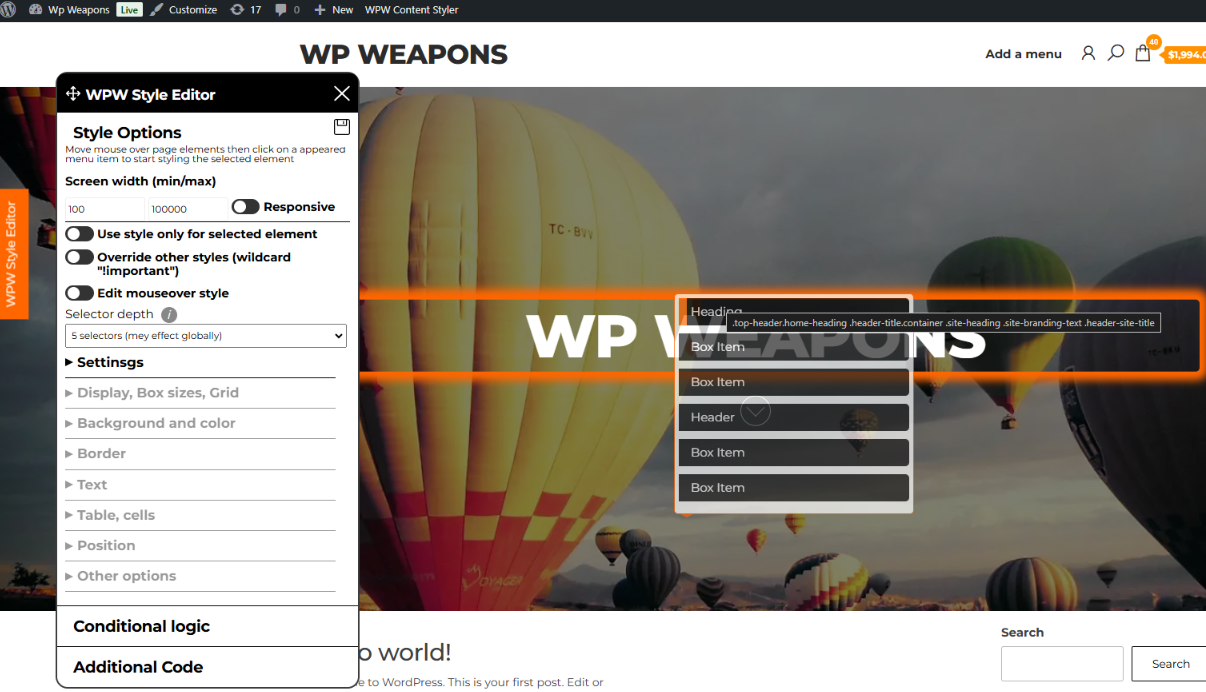 Wp Weapons Live Customize 17 0 New WPW Content Styler
WP WEAPONS
Add a menu
40
$1,994.0
WPW Style Editor
Style Options
Move mouse over page elements then click on a appeared
menu item to start styling the selected element
Screen width (min/max)
100 100000 Responsive
Use style only for selected element
Override other styles (wildcard
"!important")
Edit mouseover style
Selector depth i
5 selectors (mey effect globally)
Settinsgs
Display, Box sizes, Grid
Background and color
Border
Text
Table, cells
Position
Other options
Conditional logic
Additional Code
WPW Style Editor
TC-BVV
WP WEAPONS
Heading
.top-header.home-heading .header-title.container .site-heading .site-branding-text .header-site-title
Box Item
Box Item
Header
Box Item
Box Item
VOYAGER
o world!
e to WordPress. This is your first post. Edit or
Search
Search